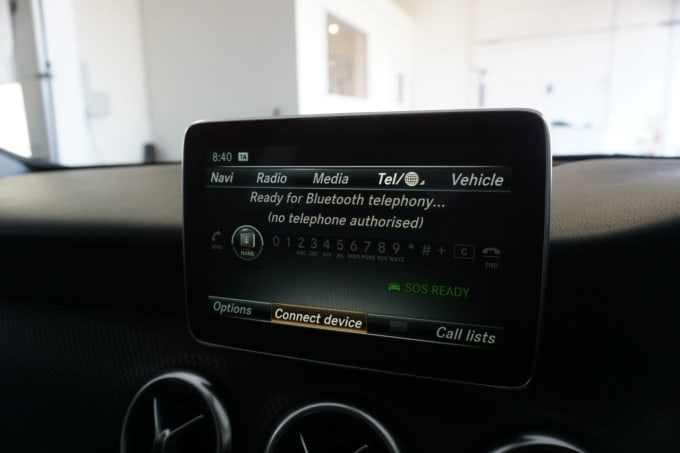 8:40 TA
Navi Radio Media Tel/ Vehicle
Ready for Bluetooth telephony...
(no telephone authorised)
SEND NAME 0 1 2 3 4 5 6 7 8 9 * # + C END
ABC DEF GHI JKL MNO PQRS TUV WXYZ
SOS READY
Options Connect device Call lists